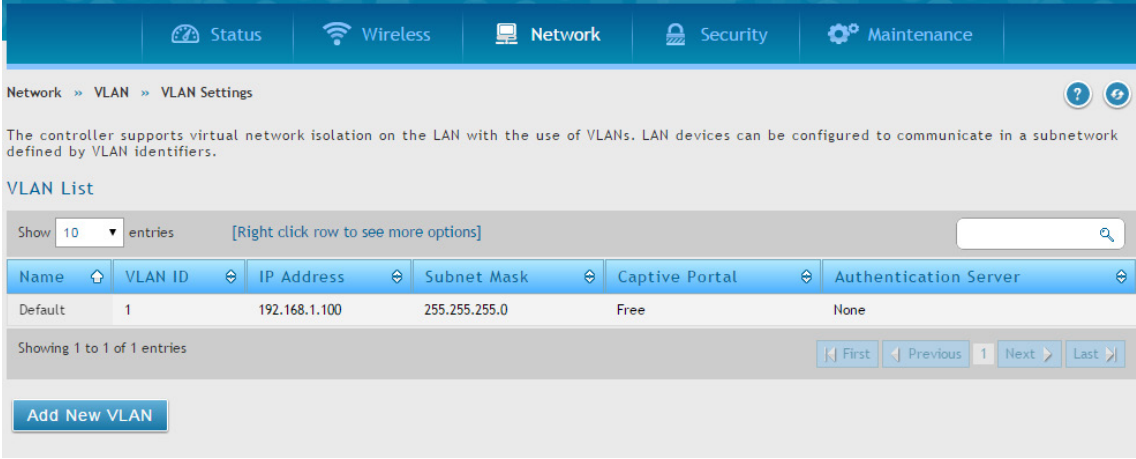 Status Wireless Network Security Maintenance
Network » VLAN » VLAN Settings
The controller supports virtual network isolation on the LAN with the use of VLANs. LAN devices can be configured to communicate in a subnetwork
defined by VLAN identifiers.
VLAN List
Show 10 entries [Right click row to see more options]
Name VLAN ID IP Address Subnet Mask Captive Portal Authentication Server
Default 1 192.168.1.100 255.255.255.0 Free None
Showing 1 to 1 of 1 entries First Previous 1 Next Last
Add New VLAN